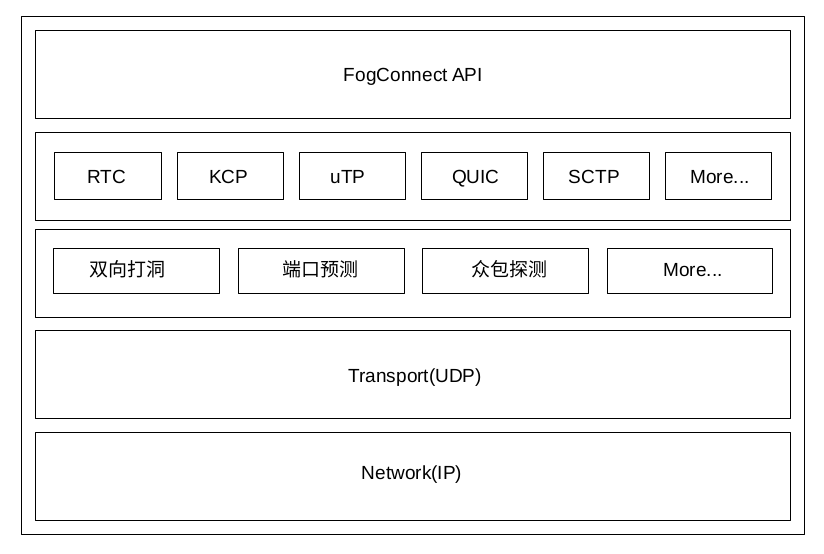 FogConnect API
RTC KCP uTP QUIC SCTP More...
双向打洞 端口预测 众包探测 More...
Transport(UDP)
Network(IP)